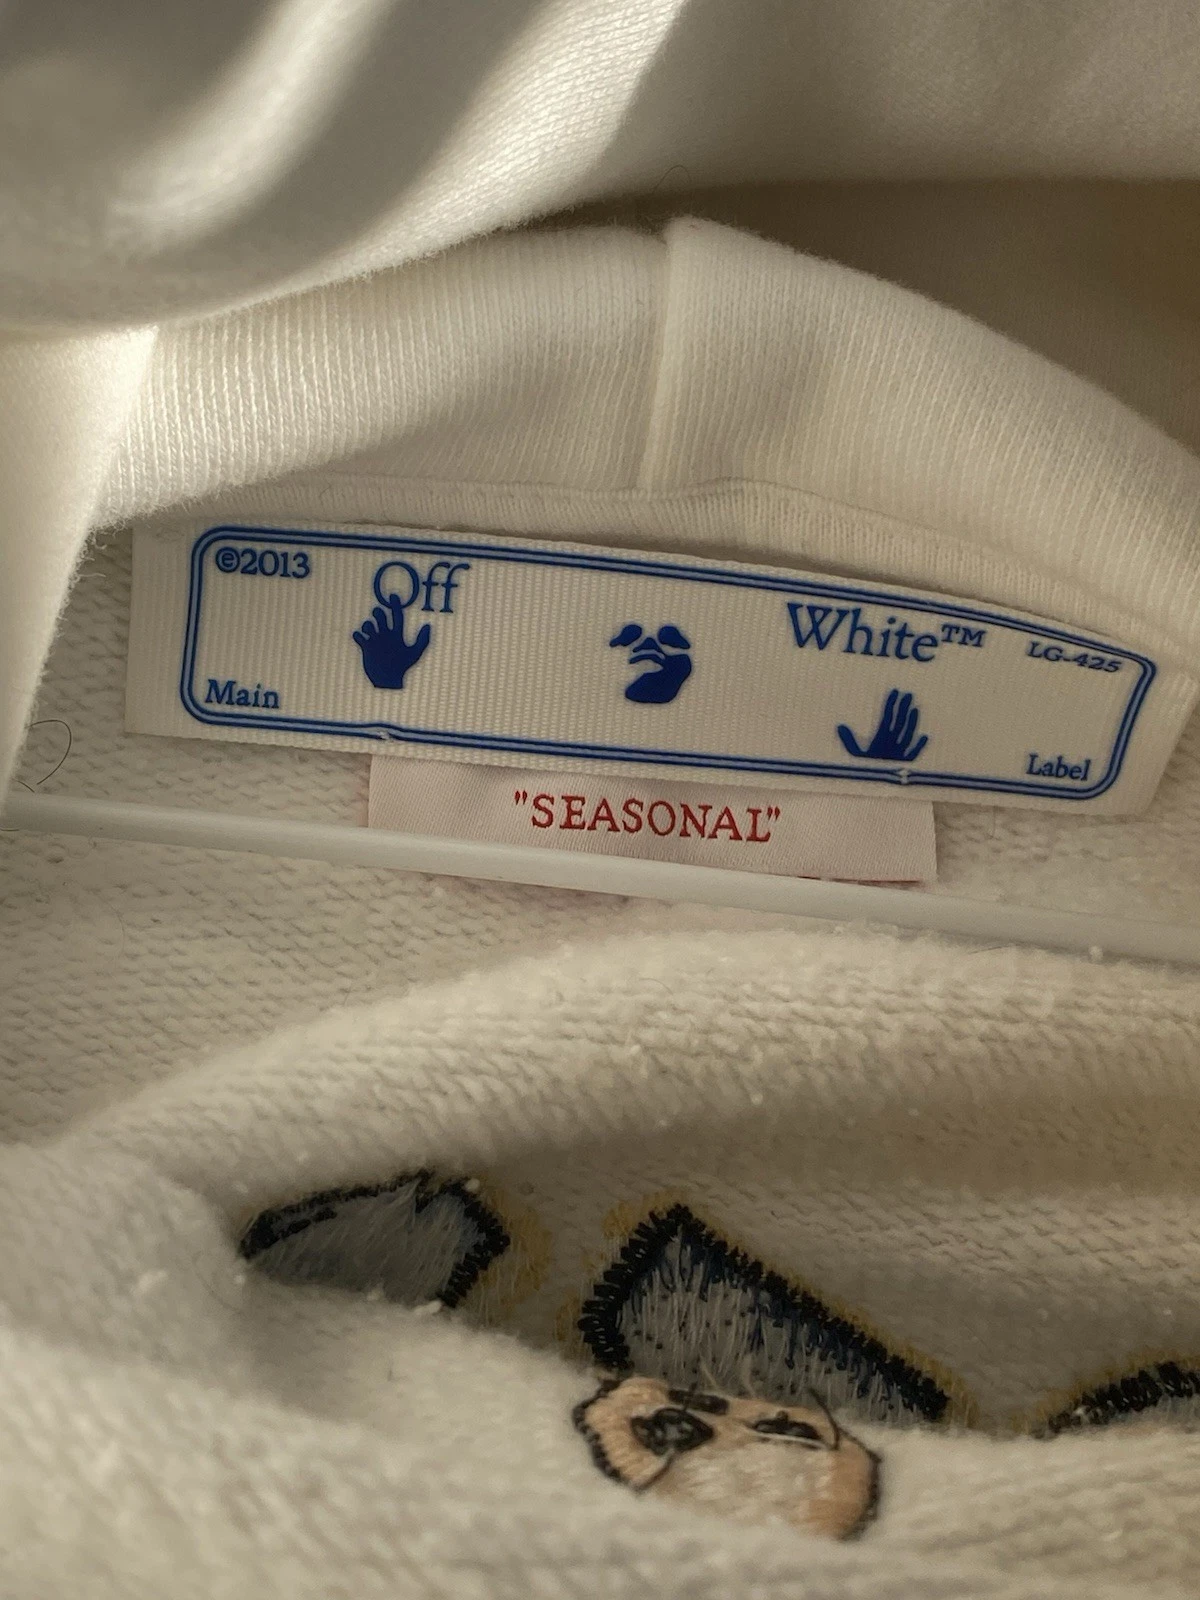 ©2013
Off
White™
LG-425
Main
Label
"SEASONAL"